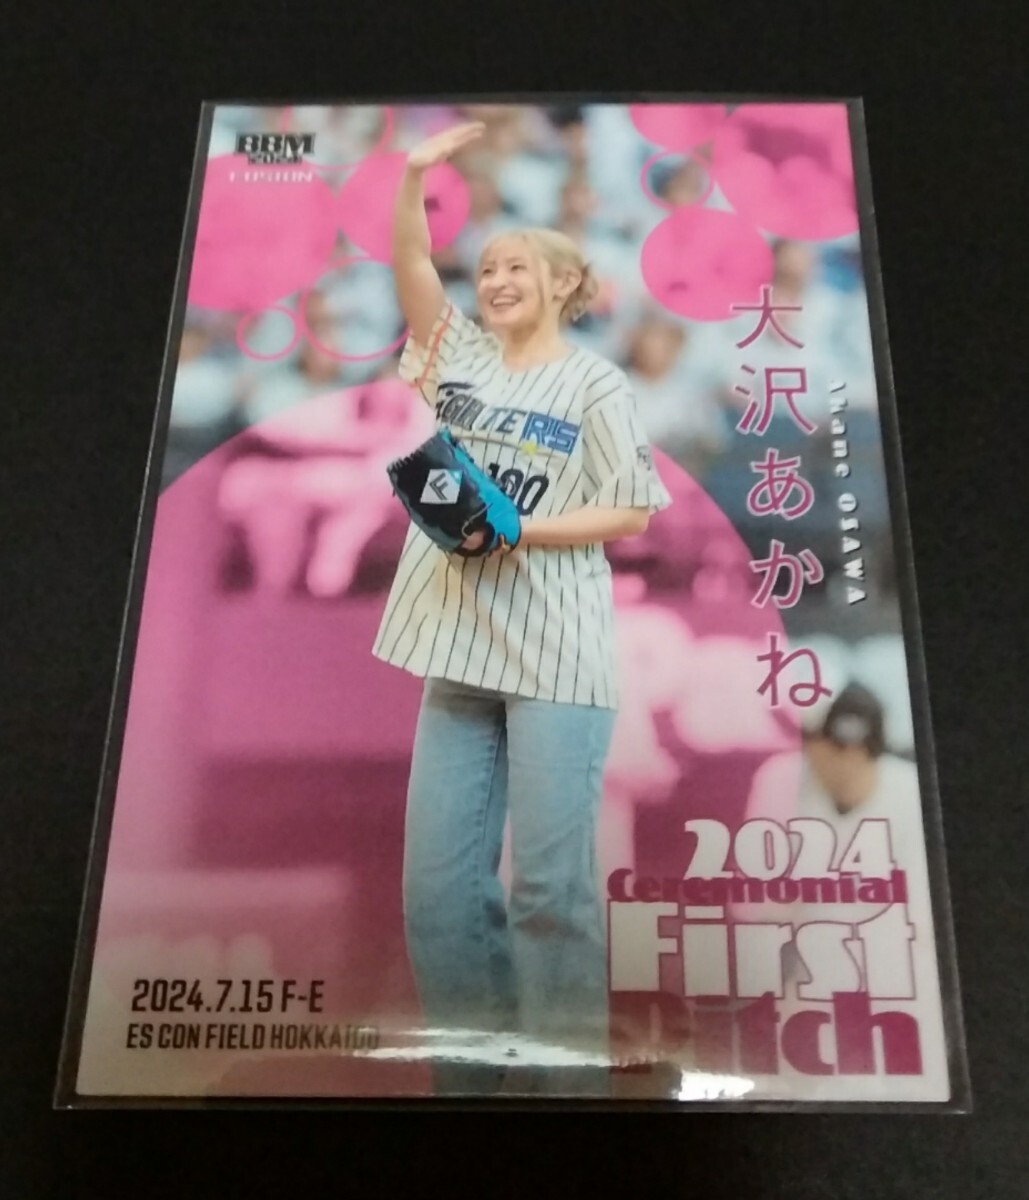 BBM
2024
FUSION
大沢あかね
Akane OSAWA
FIGHTERS
100
F
2024
Ceremonial
First
Pitch
2024.7.15 F-E
ES CON FIELD HOKKAIDO